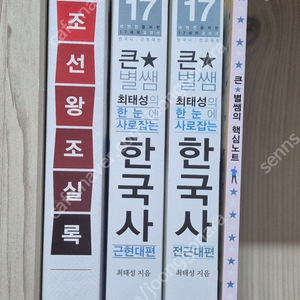 조선왕조실록
17
큰★별쌤
최태성의
한 눈에
사로잡는
한국사
근현대편
최태성 지음
17
큰★별쌤
최태성의
한 눈에
사로잡는
한국사
전근대편
최태성 지음
큰★별쌤의 핵심노트